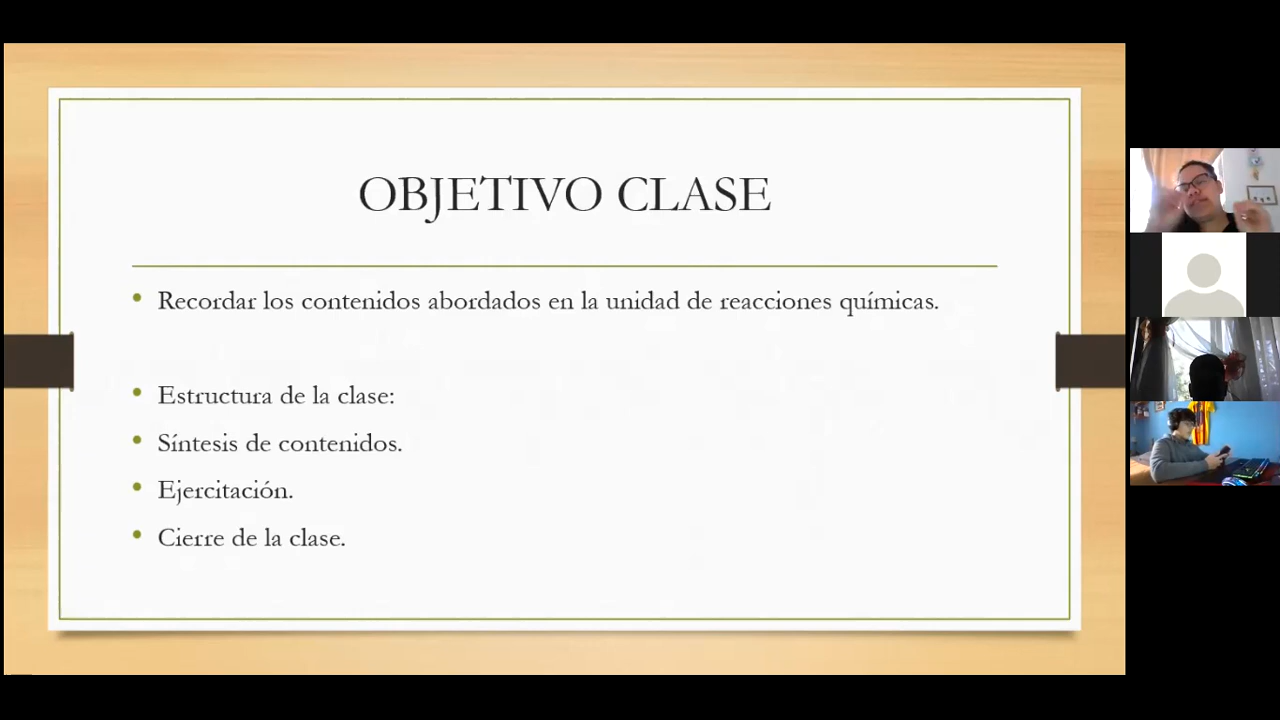 OBJETIVO CLASE
Recordar los contenidos abordados en la unidad de reacciones químicas.
Estructura de la clase:
Síntesis de contenidos.
Ejercitación.
Cierre de la clase.